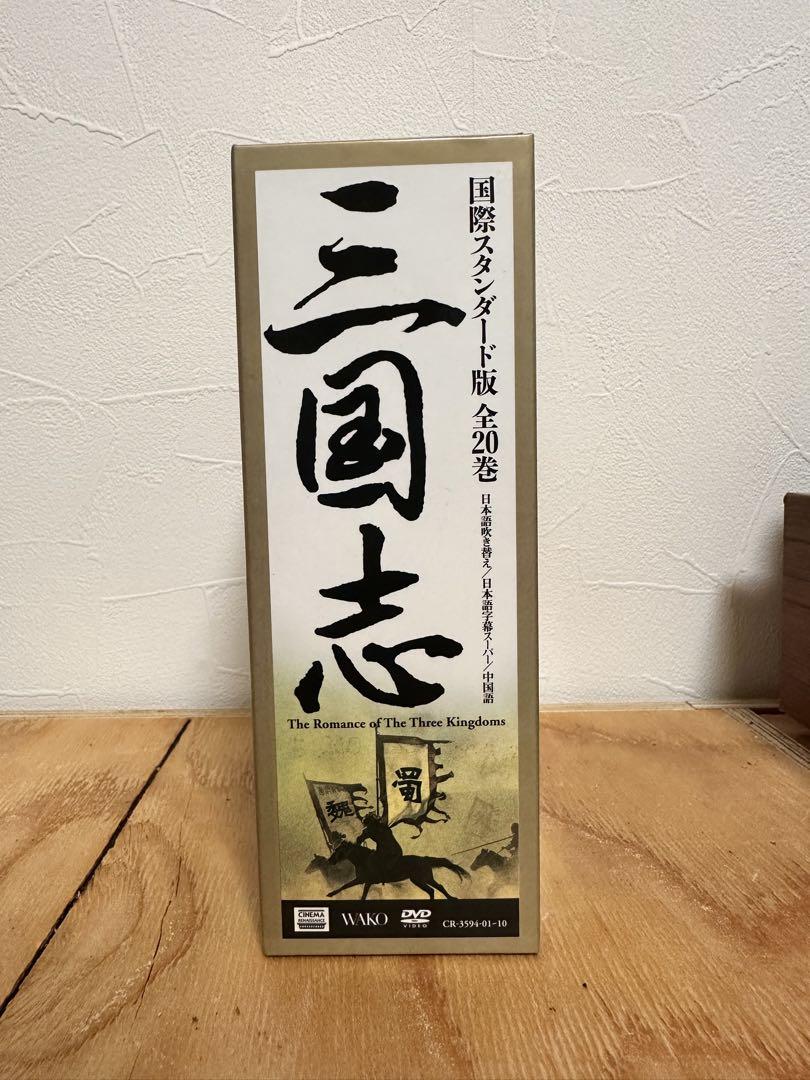 国際スタンダード版 全20巻
日本語吹き替え/日本語字幕スーパー/中国語
三国志
The Romance of The Three Kingdoms
蜀
魏
CINEMA
RENAISSANCE
WAKO
DVD
VIDEO
CR-3594-01~10